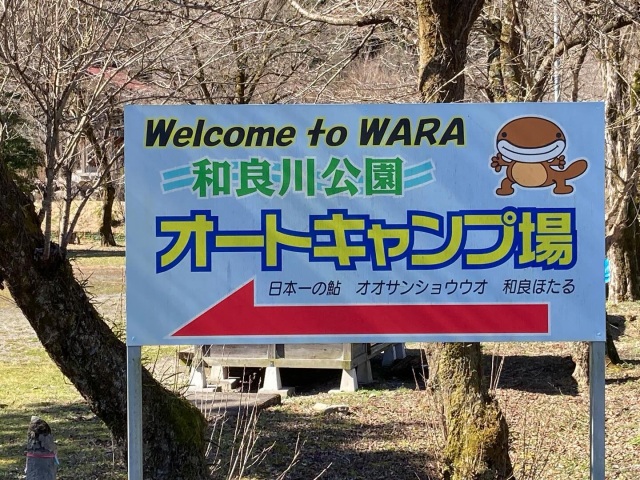 Welcome to WARA
和良川公園
オートキャンプ場
日本一の鮎 オオサンショウウオ 和良ほたる